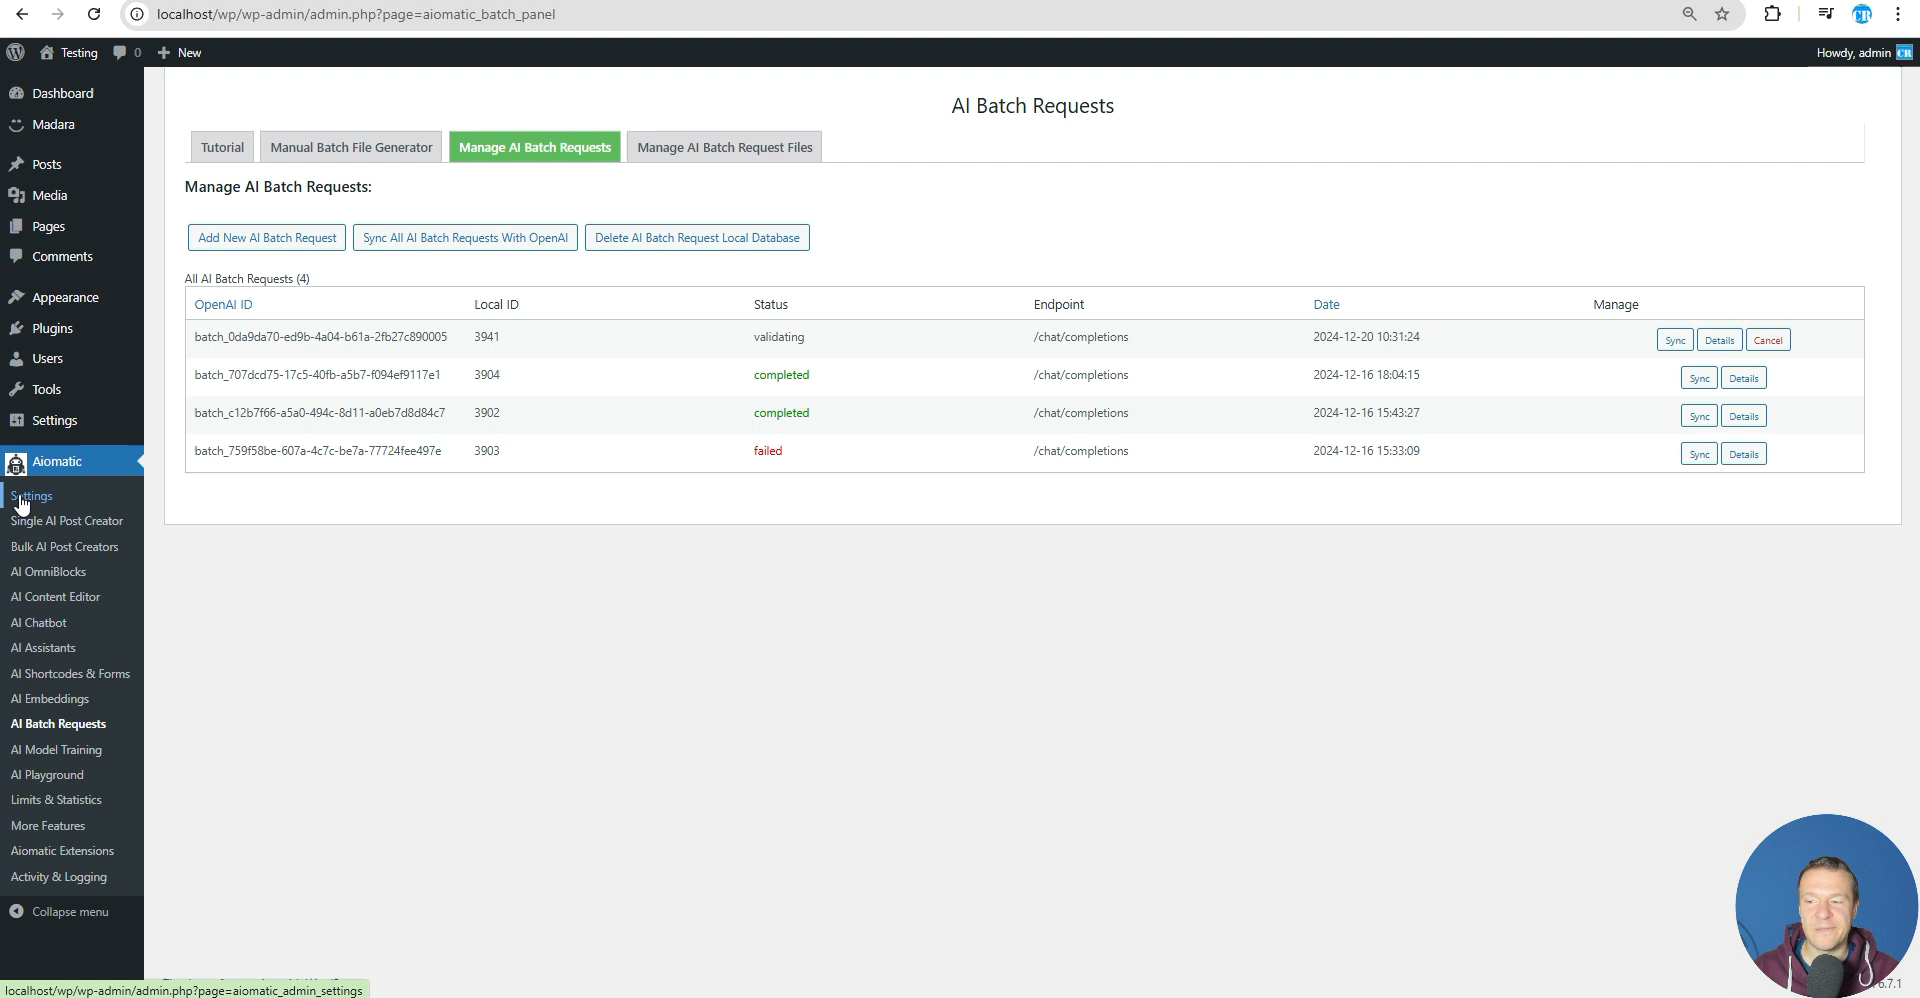 localhost/wp/wp-admin/admin.php?page=aiomatic_batch_panel
CR
Testing 0 New
Howdy, admin CR
Dashboard
Madara
Posts
Media
Pages
Comments
Appearance
Plugins
Users
Tools
Settings
Aiomatic
Settings
Single AI Post Creator
Bulk AI Post Creators
AI OmniBlocks
AI Content Editor
AI Chatbot
AI Assistants
AI Shortcodes & Forms
AI Embeddings
AI Batch Requests
AI Model Training
AI Playground
Limits & Statistics
More Features
Aiomatic Extensions
Activity & Logging
Collapse menu
AI Batch Requests
Tutorial Manual Batch File Generator Manage AI Batch Requests Manage AI Batch Request Files
Manage AI Batch Requests:
Add New AI Batch Request Sync All AI Batch Requests With OpenAI Delete AI Batch Request Local Database
All AI Batch Requests (4)
OpenAI ID Local ID Status Endpoint Date Manage
batch_0da9da70-ed9b-4a04-b61a-2fb27c890005 3941 validating /chat/completions 2024-12-20 10:31:24 Sync Details Cancel
batch_707dcd75-17c5-40fb-a5b7-f094ef9117e1 3904 completed /chat/completions 2024-12-16 18:04:15 Sync Details
batch_c12b7f66-a5a0-494c-8d11-a0eb7d8d84c7 3902 completed /chat/completions 2024-12-16 15:43:27 Sync Details
batch_759f58be-607a-4c7c-be7a-77724fee497e 3903 failed /chat/completions 2024-12-16 15:33:09 Sync Details
6.7.1
localhost/wp/wp-admin/admin.php?page=aiomatic_admin_settings